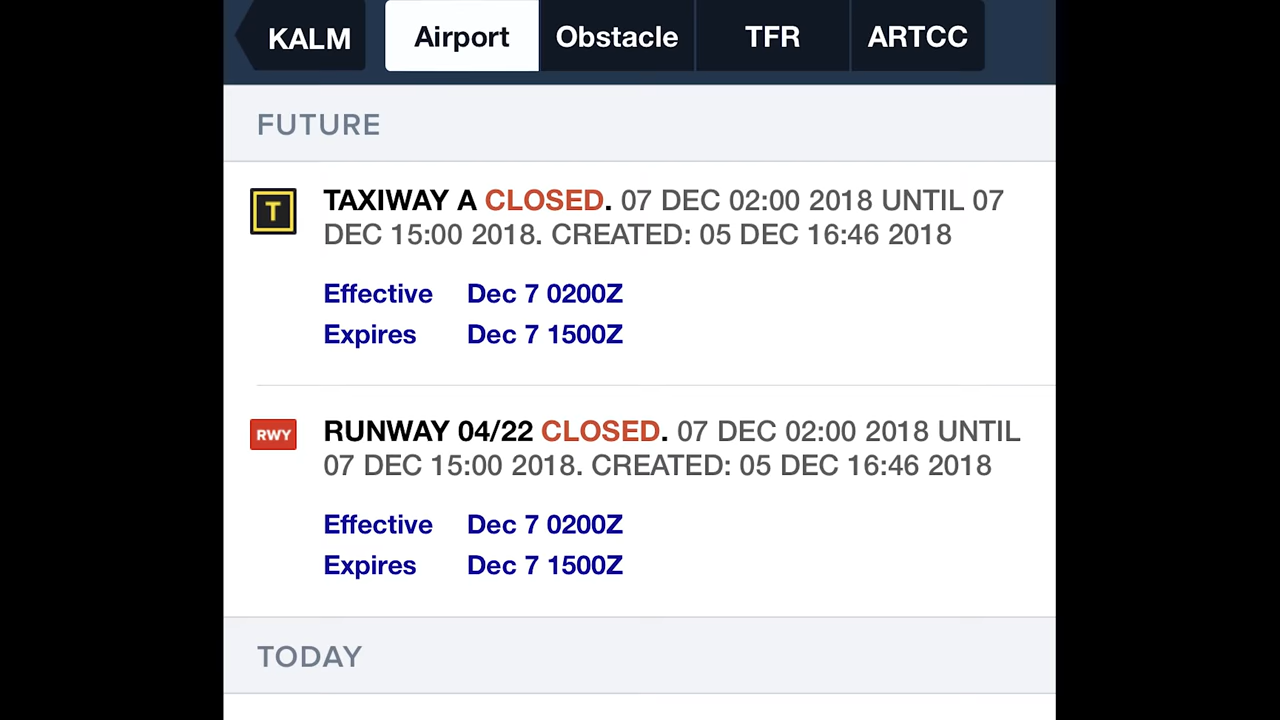 KALM Airport Obstacle TFR ARTCC
FUTURE
T TAXIWAY A CLOSED. 07 DEC 02:00 2018 UNTIL 07
DEC 15:00 2018. CREATED: 05 DEC 16:46 2018
Effective Dec 7 0200Z
Expires Dec 7 1500Z
RWY RUNWAY 04/22 CLOSED. 07 DEC 02:00 2018 UNTIL
07 DEC 15:00 2018. CREATED: 05 DEC 16:46 2018
Effective Dec 7 0200Z
Expires Dec 7 1500Z
TODAY